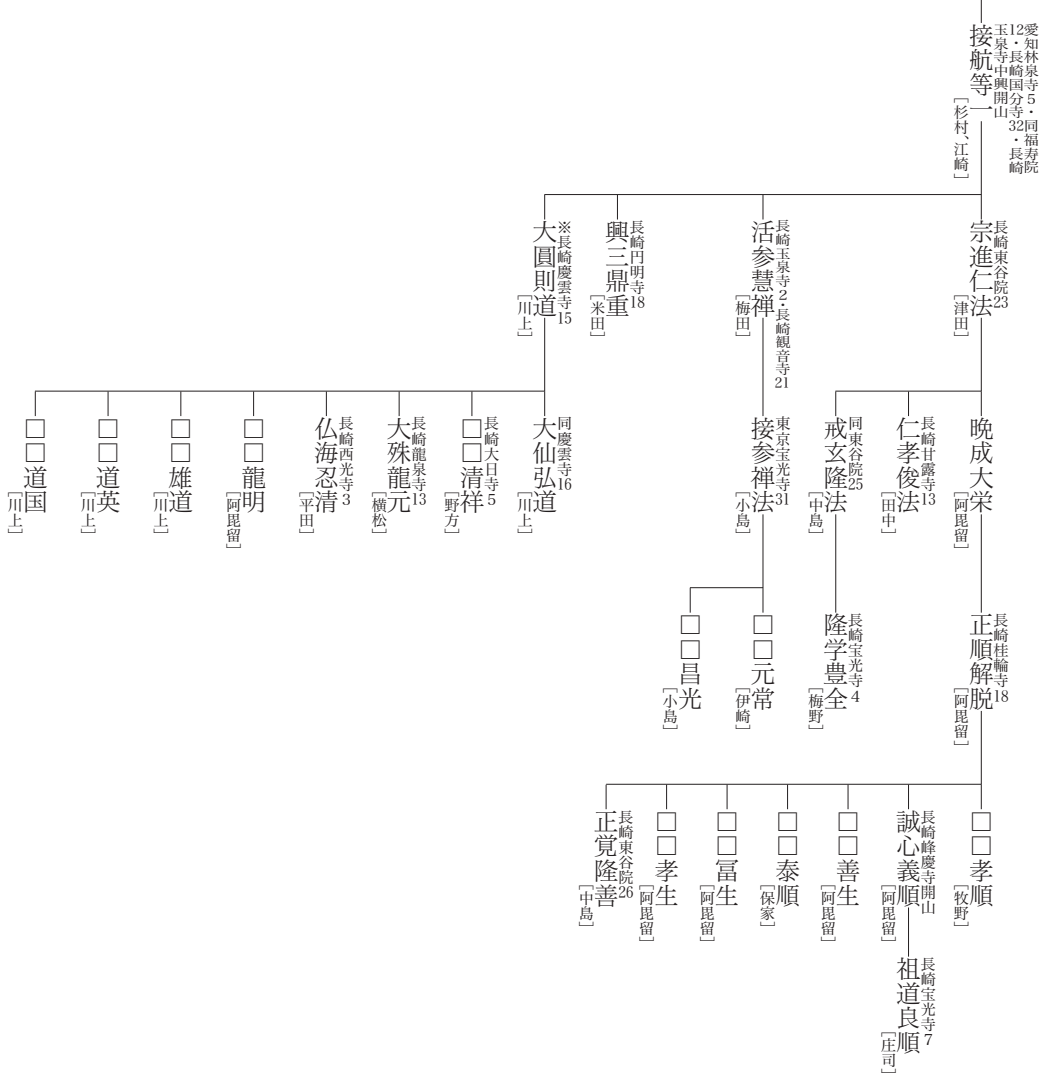 愛知林泉寺5・同福寿院
12・長崎国分寺32・長崎
玉泉寺中興開山
接航等一
[杉村、江崎]
長崎東谷院23
宗進仁法
[津田]
長崎玉泉寺2・長崎観音寺21
活参慧禅
[梅田]
長崎円明寺18
興三鼎重
[米田]
※長崎慶雲寺15
大圓則道
[川上]
晩成大栄
[阿毘留]
長崎甘露寺13
仁孝俊法
[田中]
同東谷院25
戒玄隆法
[中島]
東京宝光寺31
接参禅法
[小島]
同慶雲寺16
大仙弘道
[川上]
長崎大日寺5
□□清祥
[野方]
長崎龍泉寺13
大殊龍元
[横松]
長崎西光寺3
仏海忍清
[平田]
□□龍明
[阿毘留]
□□雄道
[川上]
□□道英
[川上]
□□道国
[川上]
長崎桂輪寺18
正順解脱
[阿毘留]
長崎宝光寺4
隆学豊全
[梅野]
□□元常
[伊崎]
□□昌光
[小島]
□□孝順
[牧野]
長崎峰慶寺開山
誠心義順
[阿毘留]
□□善生
[阿毘留]
□□泰順
[保家]
□□冨生
[阿毘留]
□□孝生
[阿毘留]
長崎東谷院26
正覚隆善
[中島]
長崎宝光寺7
祖道良順
[庄司]